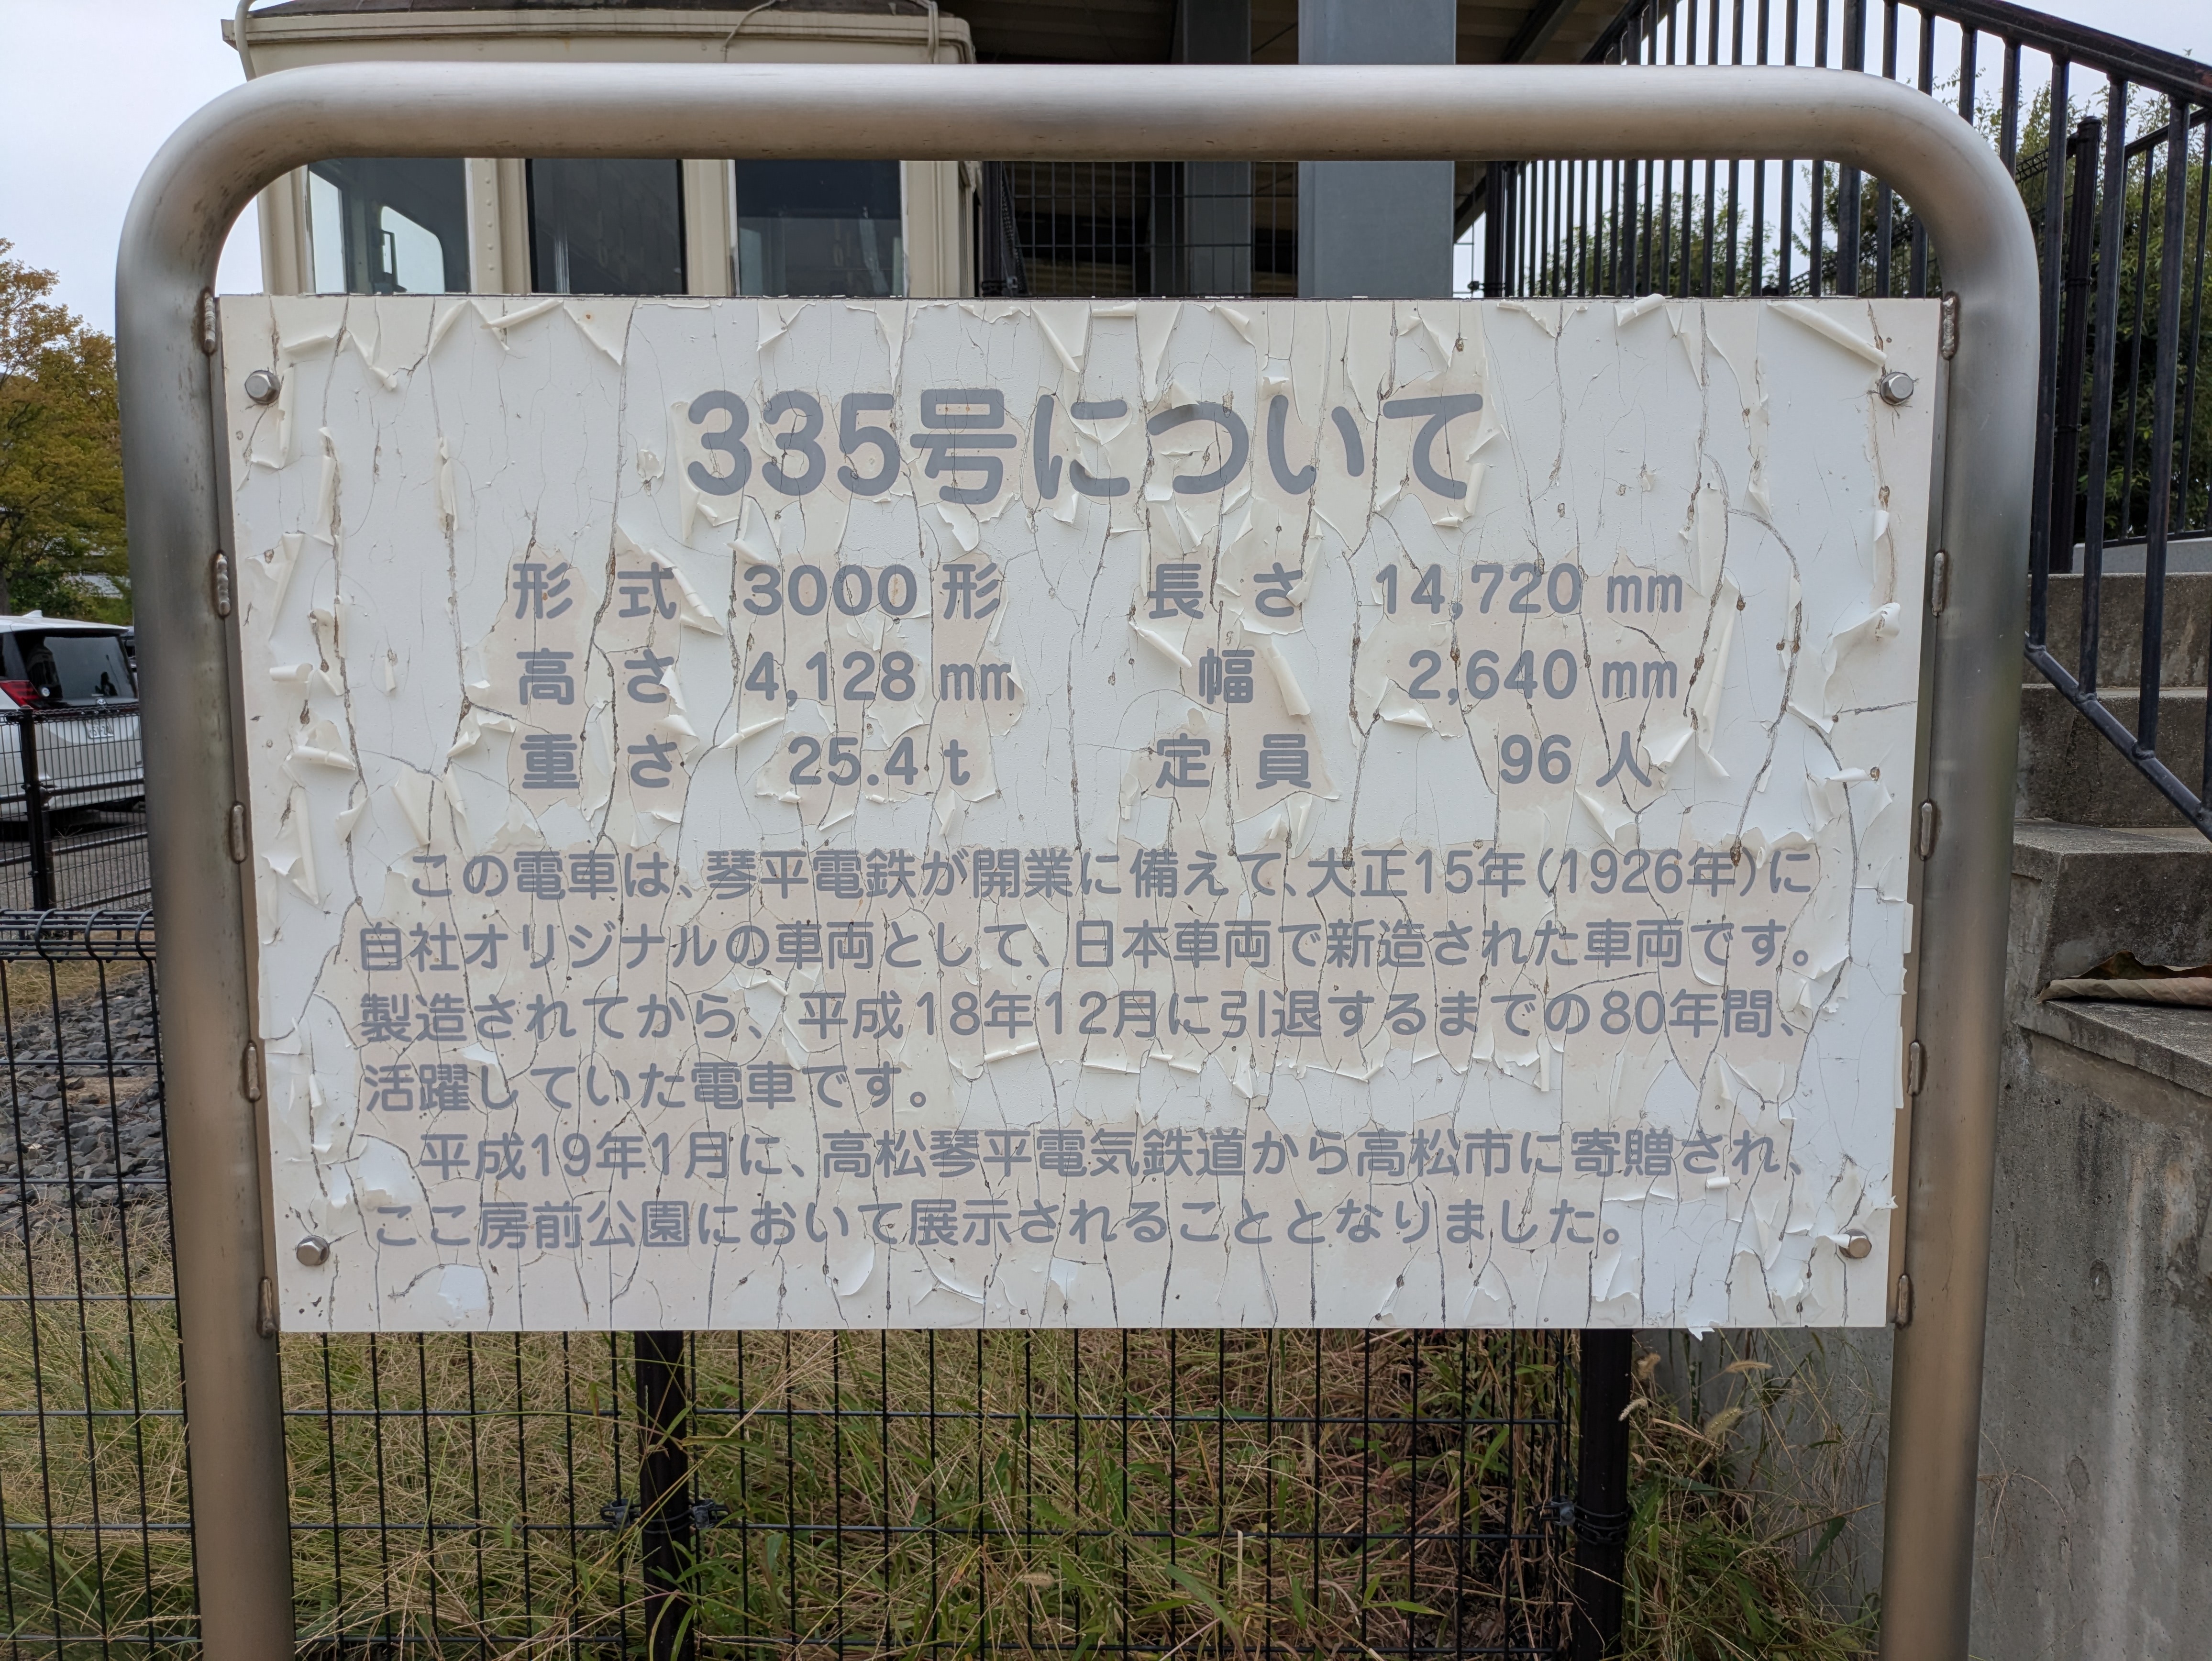 335号について
形式 3000形 長さ 14,720 mm
高さ 4,128 mm 幅 2,640 mm
重さ 25.4 t 定員 96 人
この電車は、琴平電鉄が開業に備えて、大正15年(1926年)に
自社オリジナルの車両として、日本車両で新造された車両です。
製造されてから、平成18年12月に引退するまでの80年間、
活躍していた電車です。
平成19年1月に、高松琴平電気鉄道から高松市に寄贈され、
ここ房前公園において展示されることとなりました。